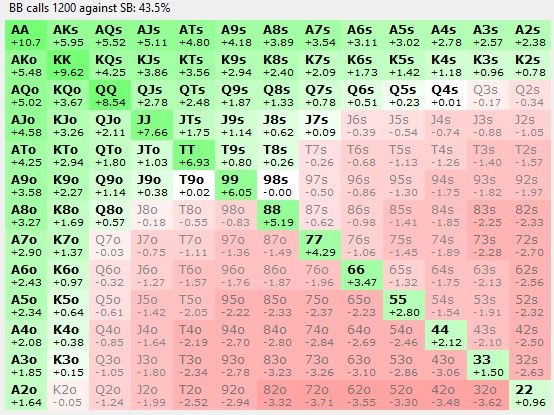 BB calls 1200 against SB: 43.5%
AA AKs AQs AJs ATs A9s A8s A7s A6s A5s A4s A3s A2s
+10.7 +5.95 +5.52 +5.11 +4.80 +4.18 +3.89 +3.54 +3.11 +3.02 +2.78 +2.57 +2.38
AKo KK KQs KJs KTs K9s K8s K7s K6s K5s K4s K3s K2s
+5.48 +9.62 +4.25 +3.86 +3.56 +2.94 +2.40 +2.09 +1.73 +1.42 +1.18 +0.96 +0.78
AQo KQo QQ QJs QTs Q9s Q8s Q7s Q6s Q5s Q4s Q3s Q2s
+5.02 +3.67 +8.54 +2.78 +2.48 +1.87 +1.33 +0.78 +0.51 +0.23 +0.01 -0.17 -0.34
AJo KJo QJo JJ JTs J9s J8s J7s J6s J5s J4s J3s J2s
+4.58 +3.26 +2.11 +7.66 +1.75 +1.14 +0.62 +0.09 -0.39 -0.54 -0.74 -0.88 -1.05
ATo KTo QTo JTo TT T9s T8s T7s T6s T5s T4s T3s T2s
+4.25 +2.94 +1.80 +1.03 +6.93 +0.80 +0.26 -0.26 -0.68 -1.13 -1.26 -1.40 -1.57
A9o K9o Q9o J9o T9o 99 98s 97s 96s 95s 94s 93s 92s
+3.58 +2.27 +1.14 +0.38 +0.02 +6.05 -0.00 -0.50 -0.86 -1.30 -1.75 -1.82 -1.97
A8o K8o Q8o J8o T8o 98o 88 87s 86s 85s 84s 83s 82s
+3.27 +1.69 +0.57 -0.18 -0.55 -0.83 +5.19 -0.62 -0.98 -1.41 -1.85 -2.25 -2.33
A7o K7o Q7o J7o T7o 97o 87o 77 76s 75s 74s 73s 72s
+2.90 +1.37 -0.03 -0.75 -1.11 -1.36 -1.49 +4.29 -1.06 -1.45 -1.89 -2.28 -2.70
A6o K6o Q6o J6o T6o 96o 86o 76o 66 65s 64s 63s 62s
+2.43 +0.97 -0.32 -1.27 -1.57 -1.76 -1.87 -1.96 +3.47 -1.32 -1.75 -2.13 -2.56
A5o K5o Q5o J5o T5o 95o 85o 75o 65o 55 54s 53s 52s
+2.34 +0.64 -0.61 -1.42 -2.05 -2.22 -2.33 -2.37 -2.23 +2.80 -1.54 -1.91 -2.32
A4o K4o Q4o J4o T4o 94o 84o 74o 64o 54o 44 43s 42s
+2.08 +0.38 -0.85 -1.64 -2.19 -2.70 -2.80 -2.84 -2.69 -2.46 +2.12 -2.10 -2.50
A3o K3o Q3o J3o T3o 93o 83o 73o 63o 53o 43o 33 32s
+1.85 +0.15 -1.05 -1.80 -2.34 -2.78 -3.23 -3.26 -3.10 -2.86 -3.06 +1.50 -2.63
A2o K2o Q2o J2o T2o 92o 82o 72o 62o 52o 42o 32o 22
+1.64 -0.05 -1.24 -1.99 -2.52 -2.94 -3.32 -3.71 -3.55 -3.30 -3.48 -3.62 +0.96